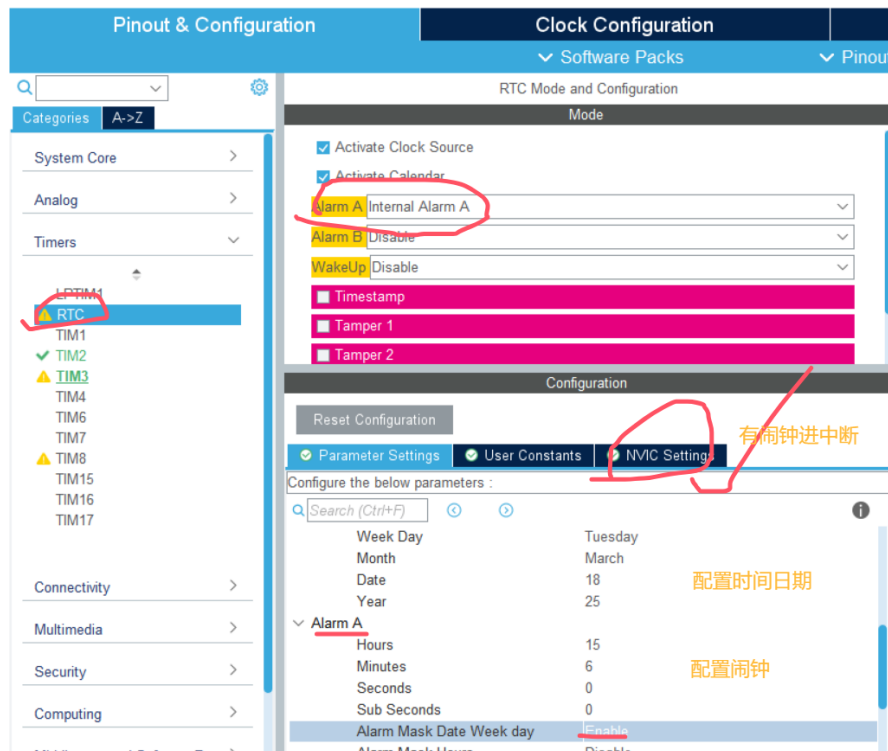 Pinout & Configuration
Clock Configuration
Software Packs
Pinou
Categories
A->Z
System Core
Analog
Timers
LPTIM1
RTC
TIM1
TIM2
TIM3
TIM4
TIM6
TIM7
TIM8
TIM15
TIM16
TIM17
Connectivity
Multimedia
Security
Computing
RTC Mode and Configuration
Mode
Activate Clock Source
Activate Calendar
Alarm A Internal Alarm A
Alarm B Disable
WakeUp Disable
Timestamp
Tamper 1
Tamper 2
Configuration
Reset Configuration
有闹钟进中断
Parameter Settings
User Constants
NVIC Settings
Configure the below parameters :
Search (Ctrl+F)
Week Day Tuesday
Month March
Date 18
配置时间日期
Year 25
Alarm A
Hours 15
Minutes 6
配置闹钟
Seconds 0
Sub Seconds 0
Alarm Mask Date Week day Enable
Alarm Mask Hours Disable